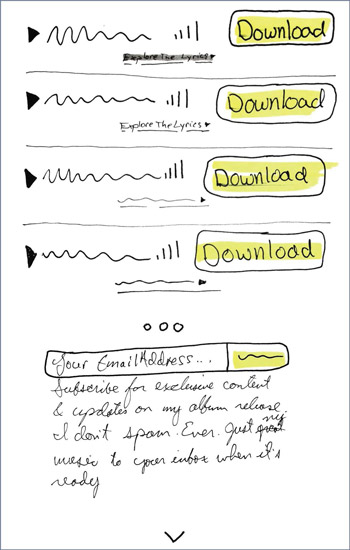 Download
Explore The Lyrics
Download
Explore The Lyrics
Download
Download
Your Email Address...
Subscribe for exclusive content
& updates on my album release
I don't spam. Ever. Just my
music to your inbox when it's
ready